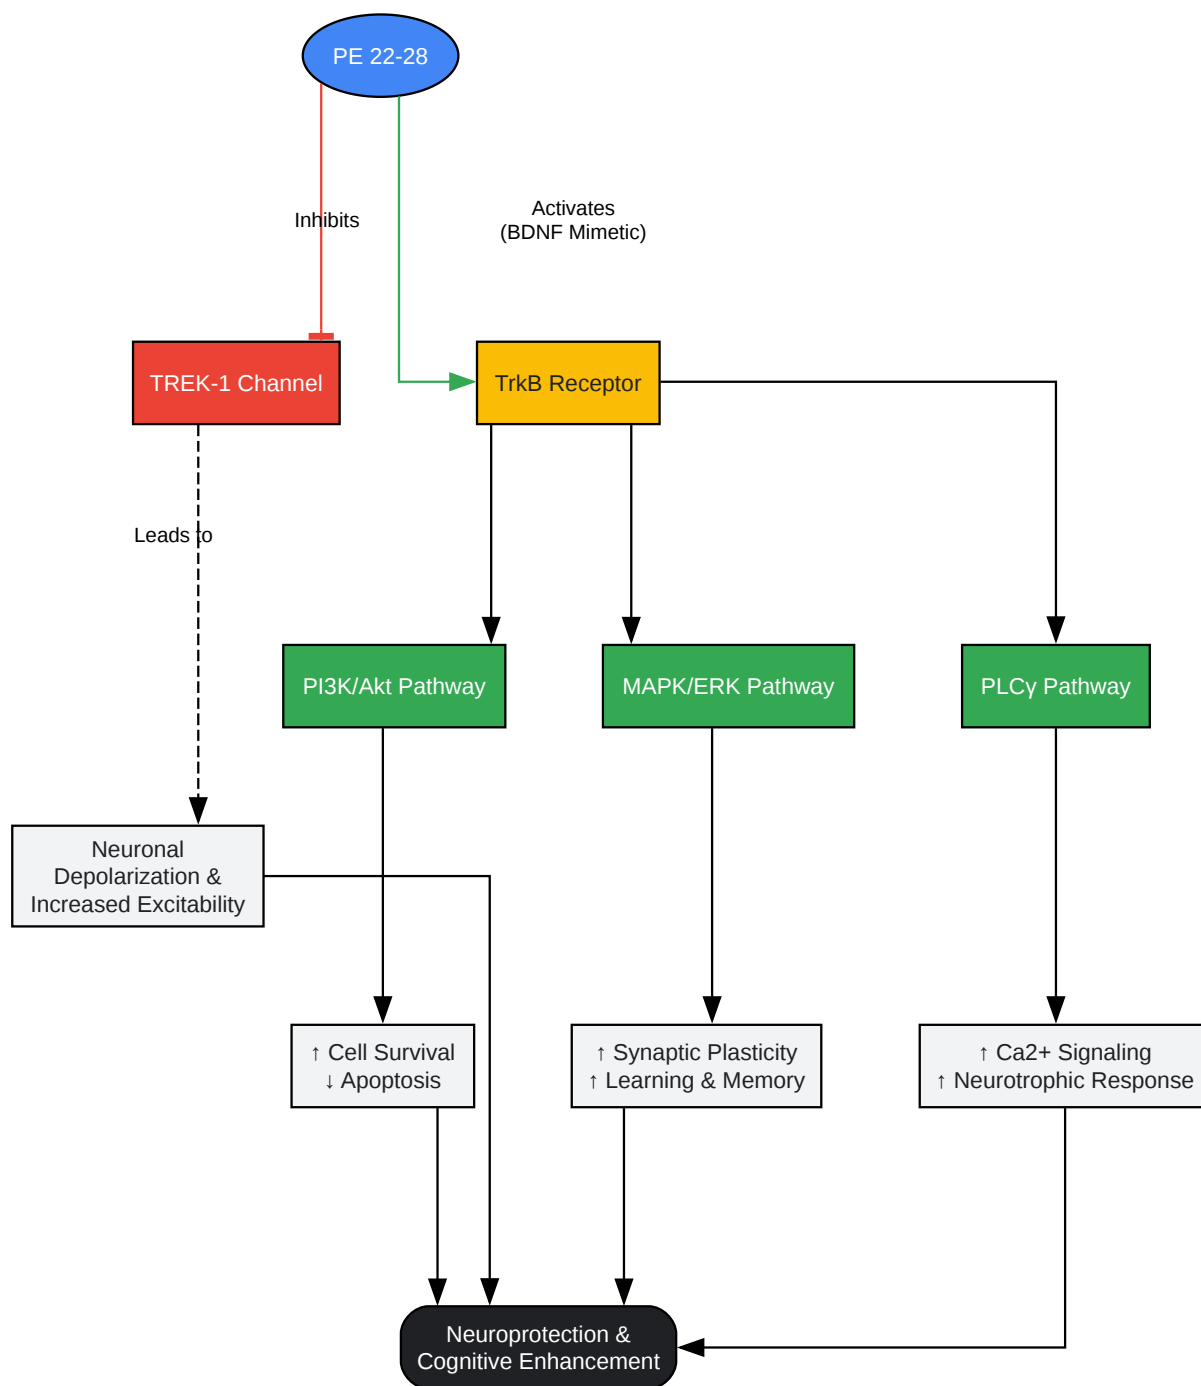 PE 22-28
Inhibits
Activates
(BDNF Mimetic)
TREK-1 Channel
TrkB Receptor
Leads to
PI3K/Akt Pathway
MAPK/ERK Pathway
PLCγ Pathway
Neuronal
Depolarization &
Increased Excitability
↑ Cell Survival
↓ Apoptosis
↑ Synaptic Plasticity
↑ Learning & Memory
↑ Ca2+ Signaling
↑ Neurotrophic Response
Neuroprotection &
Cognitive Enhancement